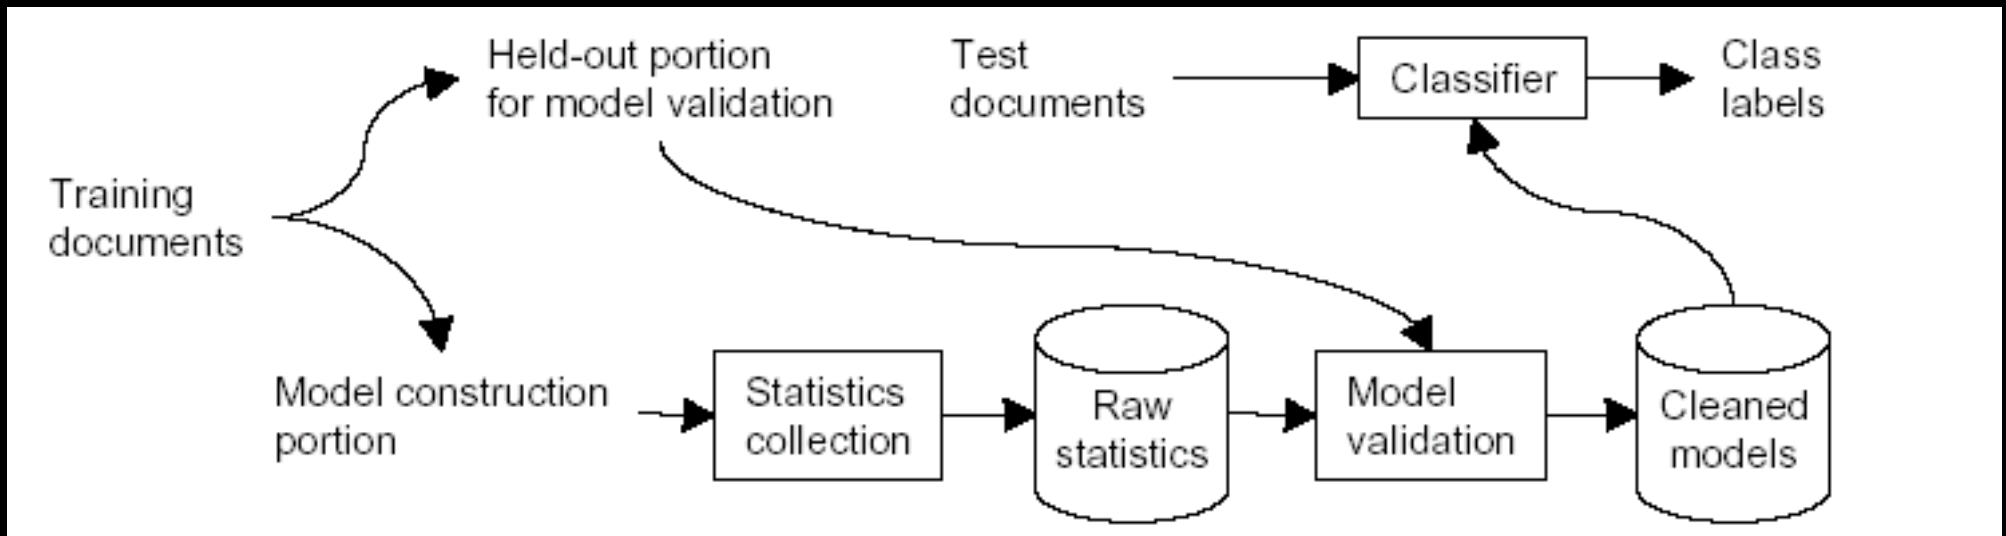 Held-out portion
for model validation
Test
documents
Classifier
Class
labels
Training
documents
Model construction
portion
Statistics
collection
Raw
statistics
Model
validation
Cleaned
models